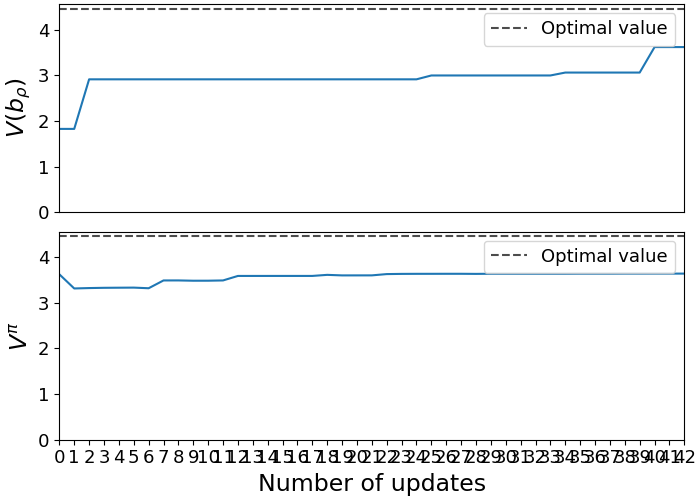 4
3
2
1
0
V(b_ρ)
Optimal value
4
3
2
1
0
V^π
Optimal value
0 1 2 3 4 5 6 7 8 9 10 11 12 13 14 15 16 17 18 19 20 21 22 23 24 25 26 27 28 29 30 31 32 33 34 35 36 37 38 39 40 41 42
Number of updates